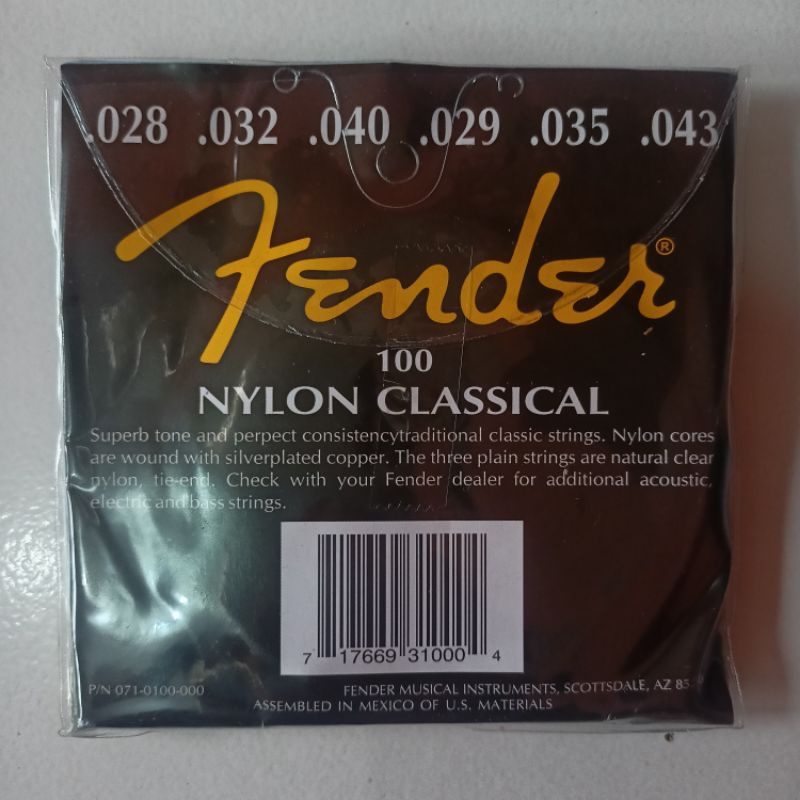 .028 .032 .040 .029 .035 .043
Fender®
100
NYLON CLASSICAL
Superb tone and perpect consistencytraditional classic strings. Nylon cores
are wound with silverplated copper. The three plain strings are natural clear
nylon, tie-end. Check with your Fender dealer for additional acoustic,
electric and bass strings.
7 17669 31000 4
P/N 071-0100-000
FENDER MUSICAL INSTRUMENTS, SCOTTSDALE, AZ
ASSEMBLED IN MEXICO OF U.S. MATERIALS